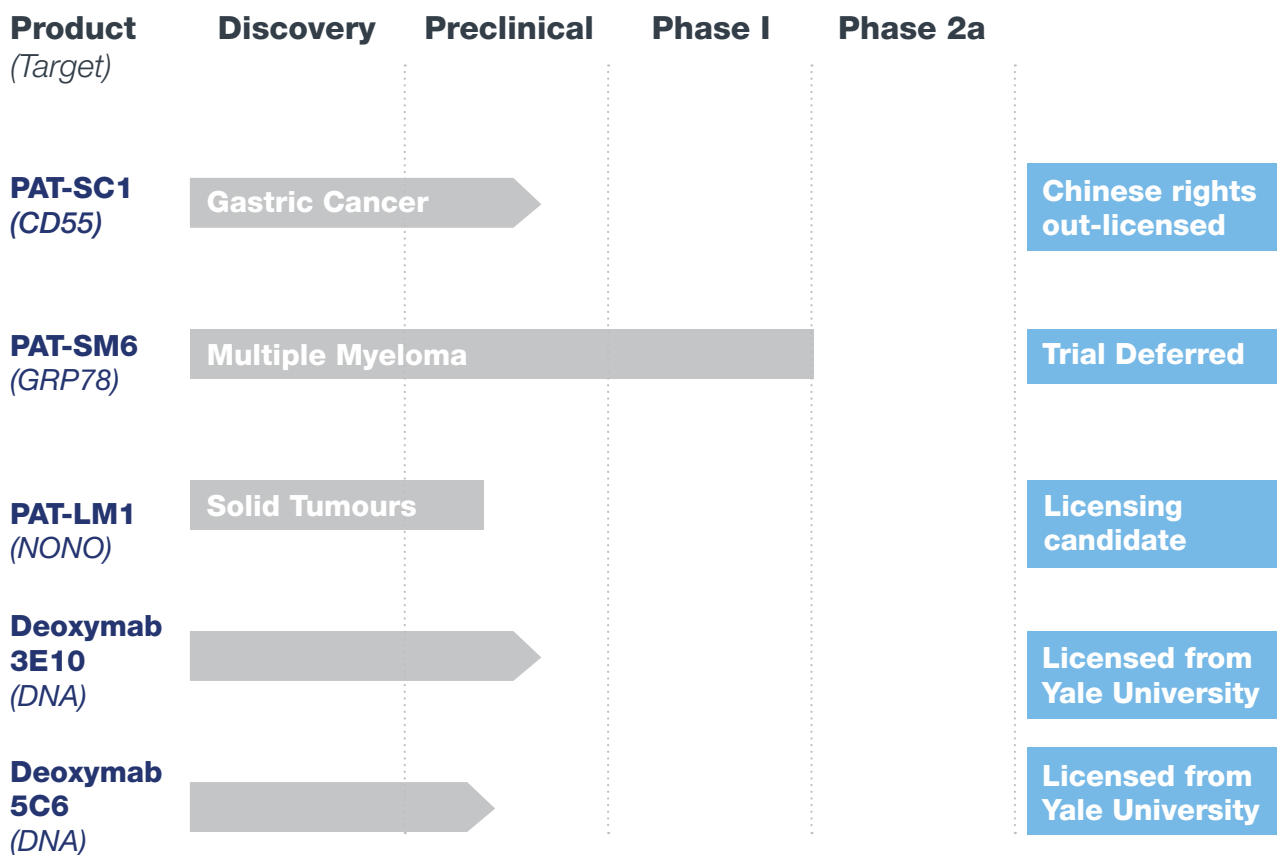 Product Discovery Preclinical Phase I Phase 2a
(Target)
PAT-SC1
(CD55)
Gastric Cancer
Chinese rights
out-licensed
PAT-SM6
(GRP78)
Multiple Myeloma
Trial Deferred
PAT-LM1
(NONO)
Solid Tumours
Licensing
candidate
Deoxymab
3E10
(DNA)
Licensed from
Yale University
Deoxymab
5C6
(DNA)
Licensed from
Yale University